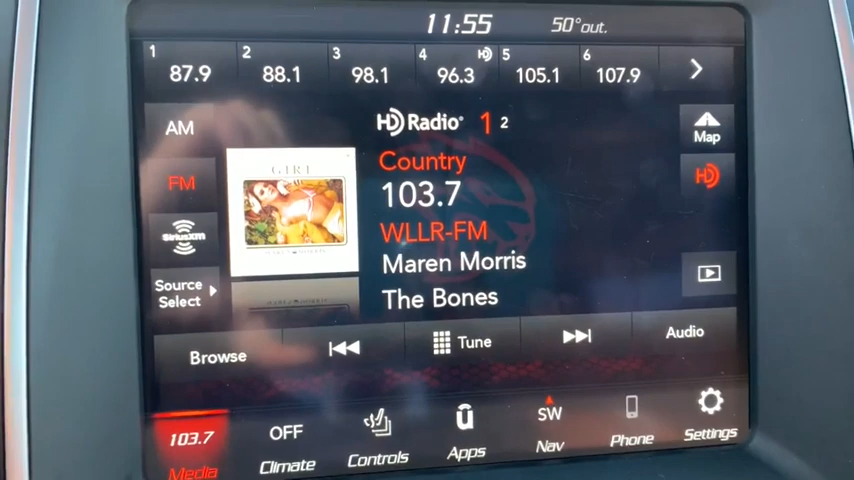 11:55 50°out.
1 87.9 2 88.1 3 98.1 4 96.3 HD 5 105.1 6 107.9
AM
HD Radio 1 2
Map
FM
GIRL
Country
HD
103.7
SiriusXM
WLLR-FM
Maren Morris
Source
Select
The Bones
Browse Tune Audio
103.7 OFF SW
Media Climate Controls Apps Nav Phone Settings